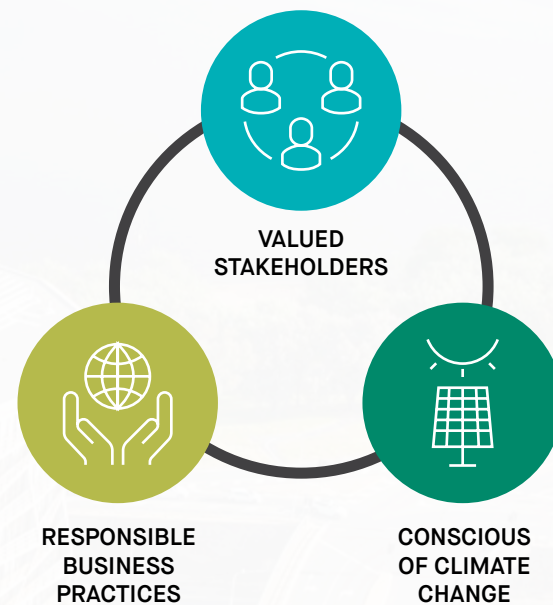 VALUED
STAKEHOLDERS
RESPONSIBLE
BUSINESS
PRACTICES
CONSCIOUS
OF CLIMATE
CHANGE